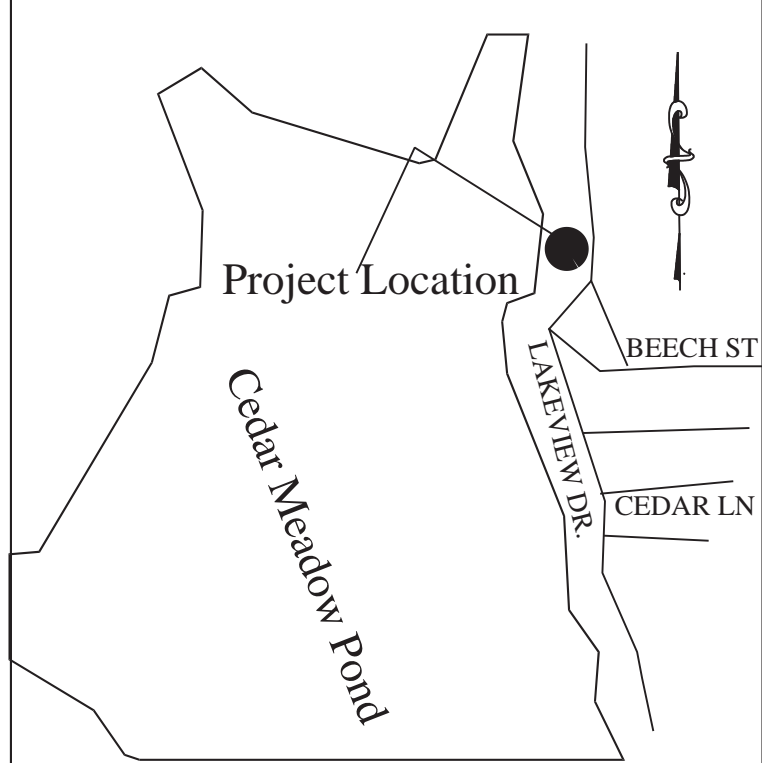 Project Location
BEECH ST
LAKEVIEW DR.
Cedar Meadow Pond
CEDAR LN